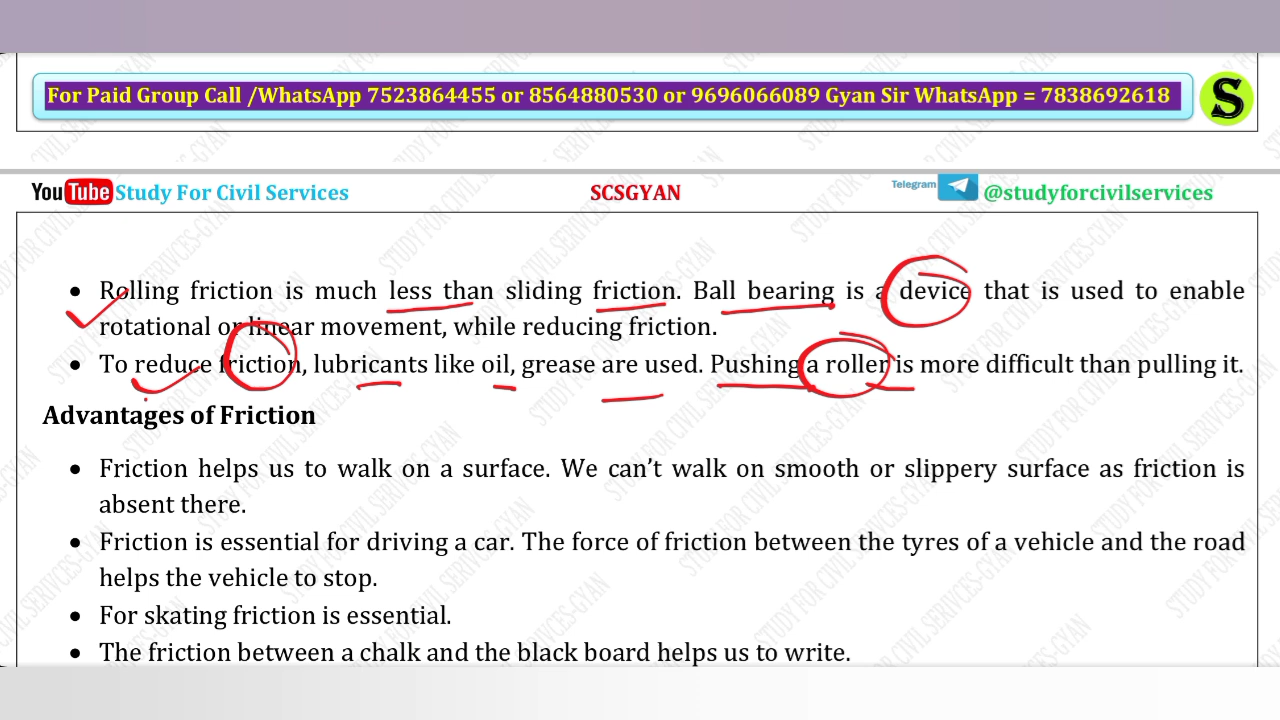 For Paid Group Call /WhatsApp 7523864455 or 8564880530 or 9696066089 Gyan Sir WhatsApp = 7838692618
S
YouTube Study For Civil Services SCSGYAN Telegram @studyforcivilservices
• Rolling friction is much less than sliding friction. Ball bearing is a device that is used to enable
rotational or linear movement, while reducing friction.
• To reduce friction, lubricants like oil, grease are used. Pushing a roller is more difficult than pulling it.
Advantages of Friction
• Friction helps us to walk on a surface. We can’t walk on smooth or slippery surface as friction is
absent there.
• Friction is essential for driving a car. The force of friction between the tyres of a vehicle and the road
helps the vehicle to stop.
• For skating friction is essential.
• The friction between a chalk and the black board helps us to write.
STUDY FOR CIVIL SERIVCES-GYAN